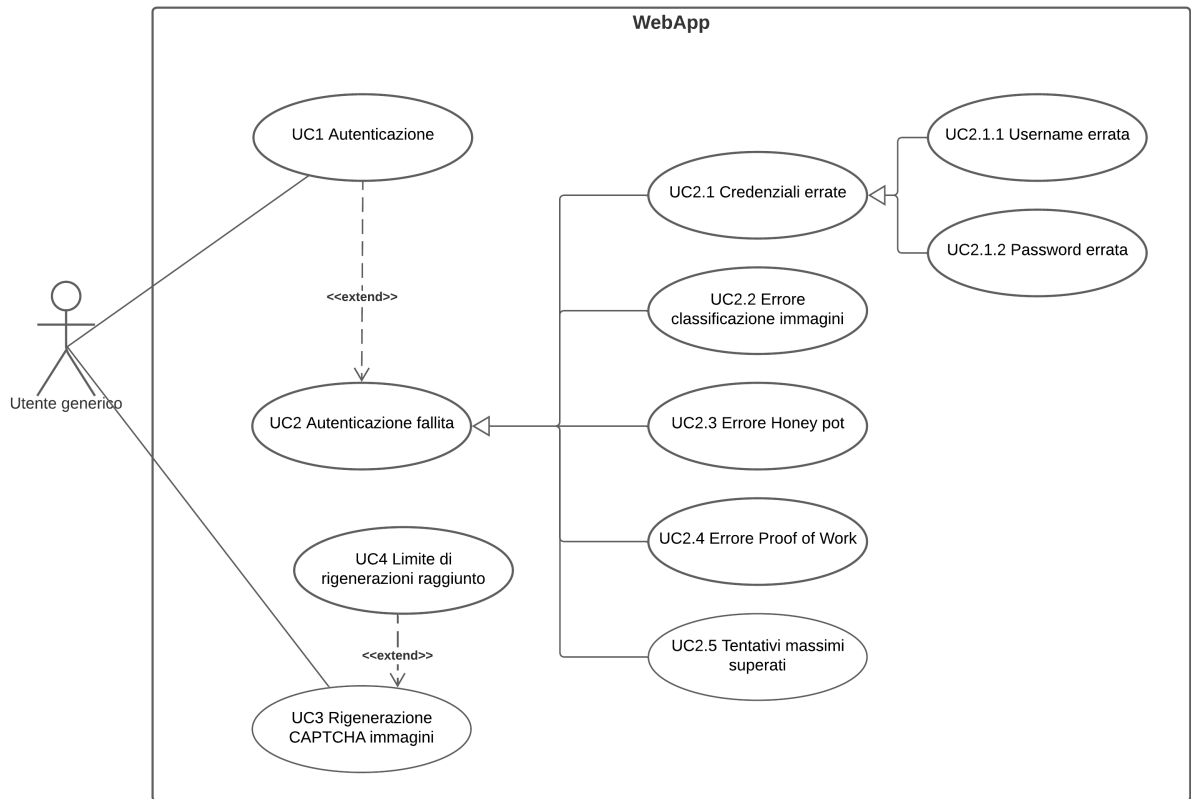 WebApp
UC1 Autenticazione
UC2.1.1 Username errata
UC2.1 Credenziali errate
UC2.1.2 Password errata
<<extend>>
UC2.2 Errore
classificazione immagini
Utente generico
UC2 Autenticazione fallita
UC2.3 Errore Honey pot
UC2.4 Errore Proof of Work
UC4 Limite di
rigenerazioni raggiunto
<<extend>>
UC2.5 Tentativi massimi
superati
UC3 Rigenerazione
CAPTCHA immagini